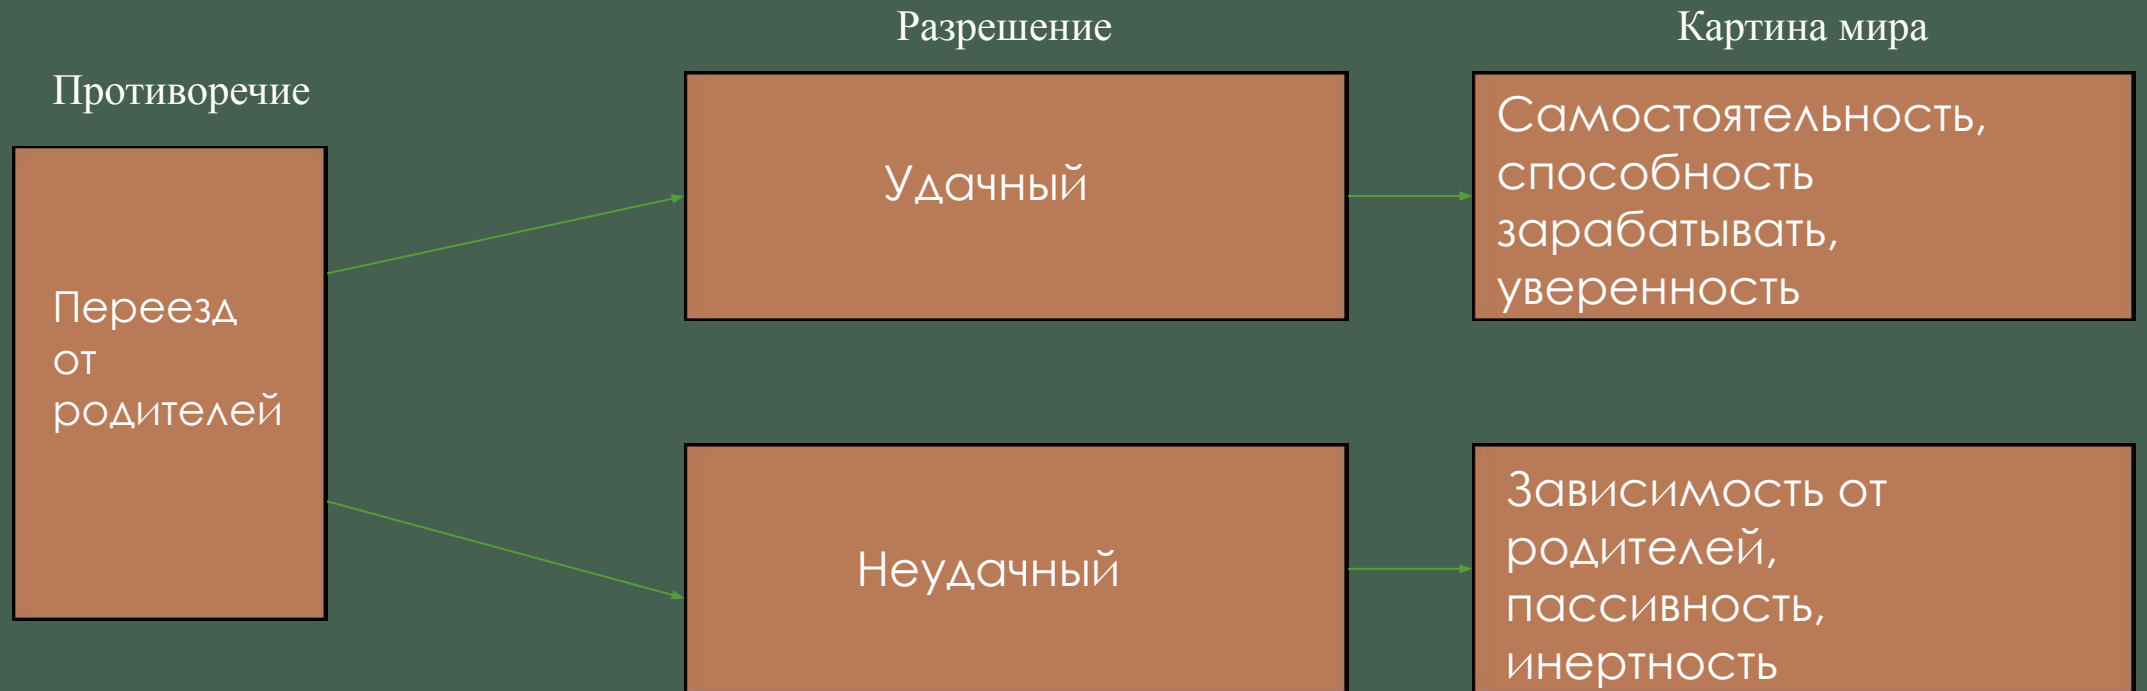 Разрешение
Картина мира
Противоречие
Переезд
от
родителей
Удачный
Самостоятельность,
способность
зарабатывать,
уверенность
Неудачный
Зависимость от
родителей,
пассивность,
инертность